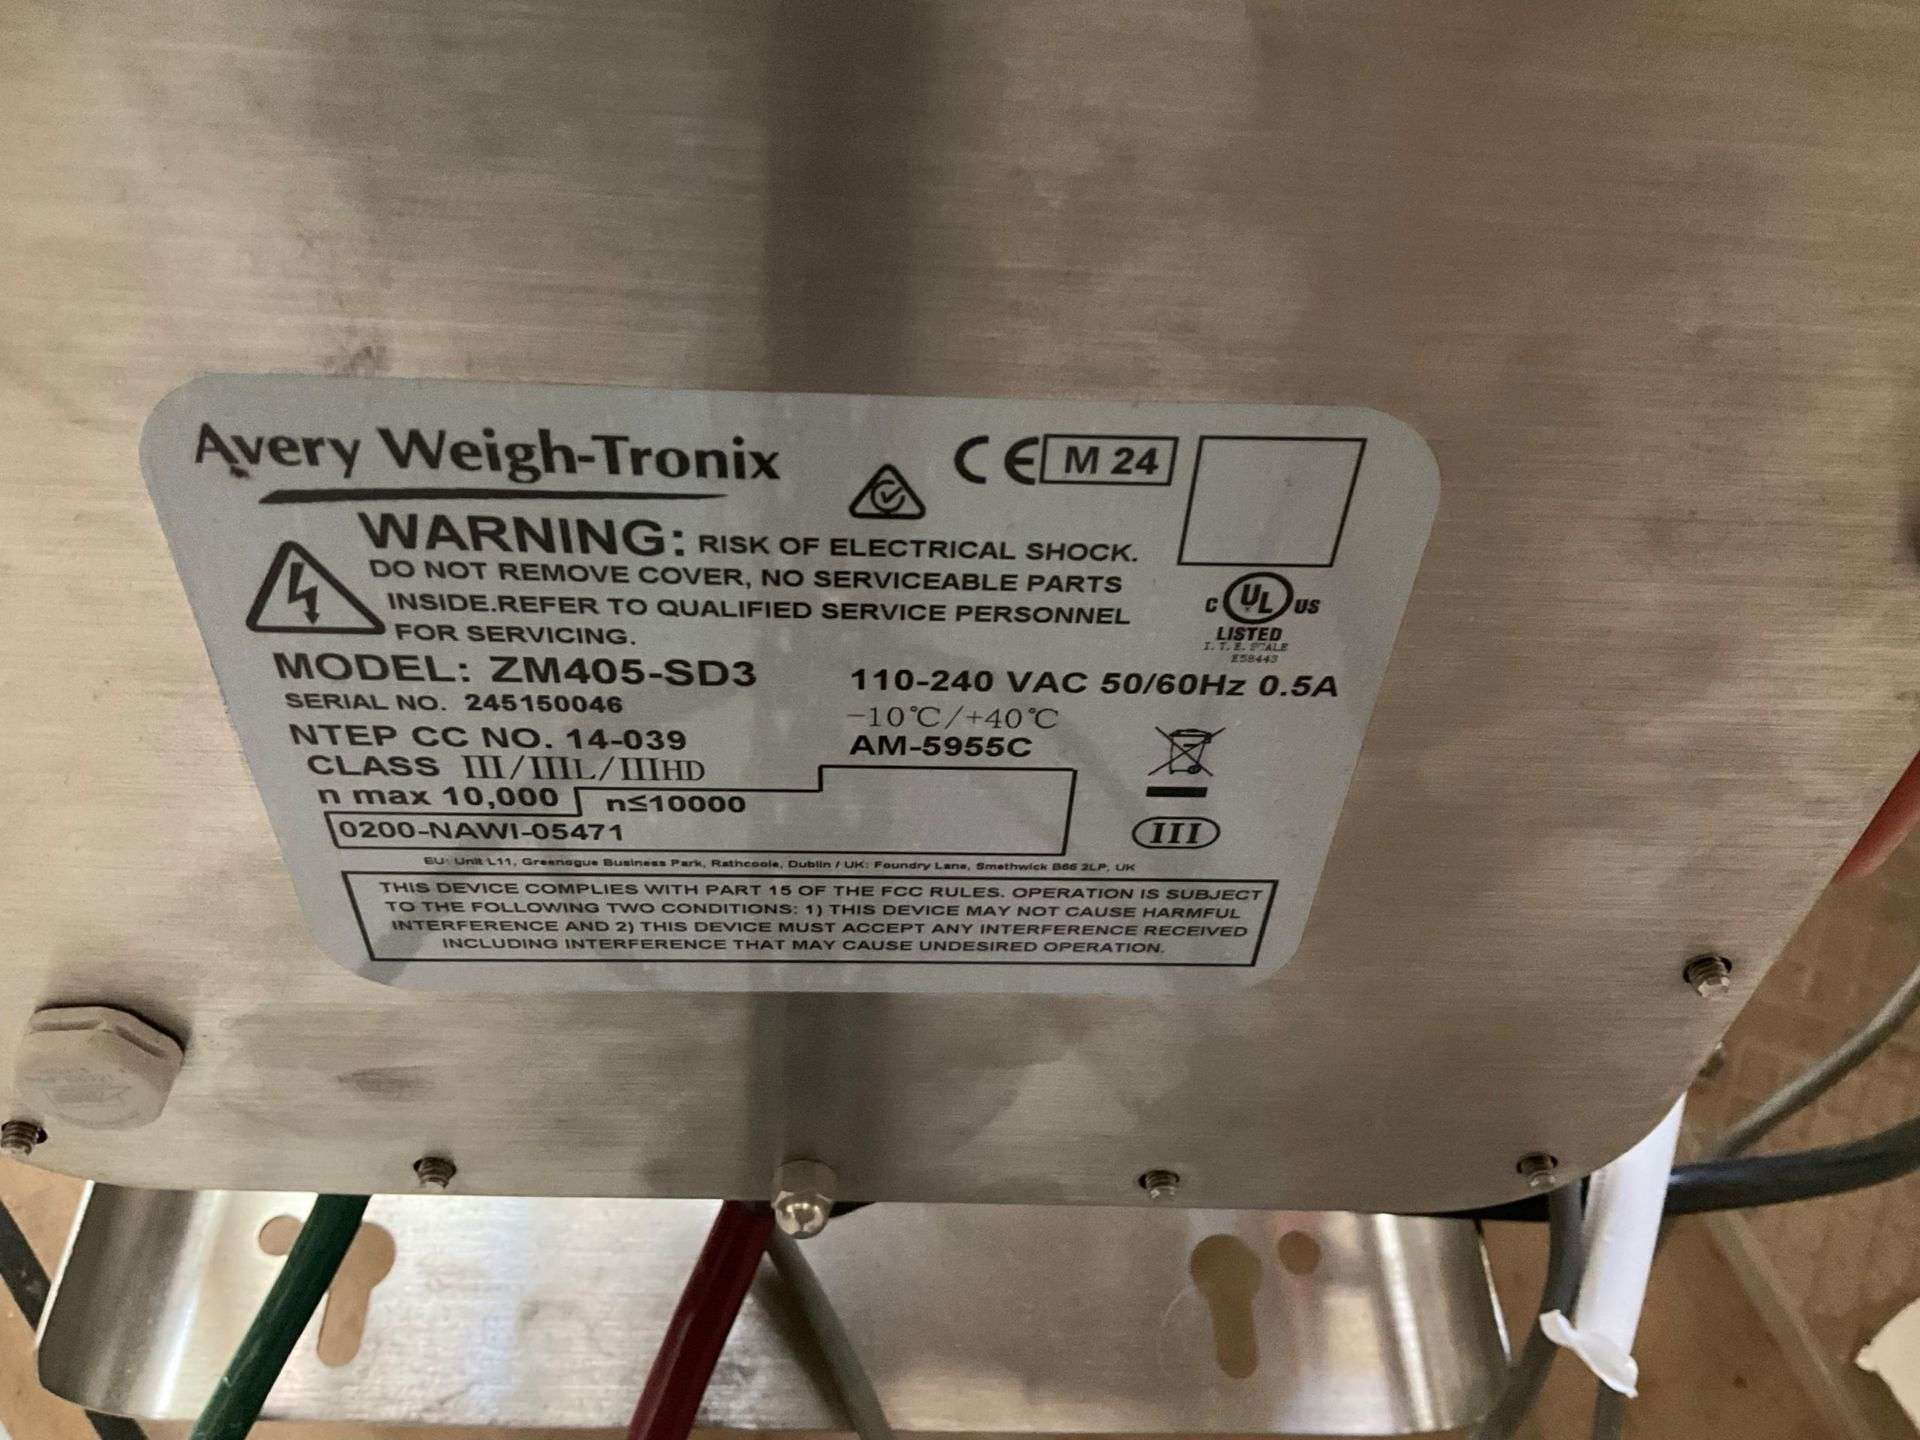 Avery Weigh-Tronix
CE M 24
WARNING: RISK OF ELECTRICAL SHOCK.
DO NOT REMOVE COVER, NO SERVICEABLE PARTS
INSIDE.REFER TO QUALIFIED SERVICE PERSONNEL
FOR SERVICING.
C UL US
LISTED
I.T.E. SCALE
E58443
MODEL: ZM405-SD3
110-240 VAC 50/60Hz 0.5A
SERIAL NO. 245150046
-10℃/+40℃
NTEP CC NO. 14-039
AM-5955C
CLASS III/IIIL/IIIHD
n max 10,000
n≤10000
0200-NAWI-05471
III
EU: Unit L11, Greenogue Business Park, Rathcoole, Dublin / UK: Foundry Lane, Smethwick B66 2LP, UK
THIS DEVICE COMPLIES WITH PART 15 OF THE FCC RULES. OPERATION IS SUBJECT
TO THE FOLLOWING TWO CONDITIONS: 1) THIS DEVICE MAY NOT CAUSE HARMFUL
INTERFERENCE AND 2) THIS DEVICE MUST ACCEPT ANY INTERFERENCE RECEIVED
INCLUDING INTERFERENCE THAT MAY CAUSE UNDESIRED OPERATION.